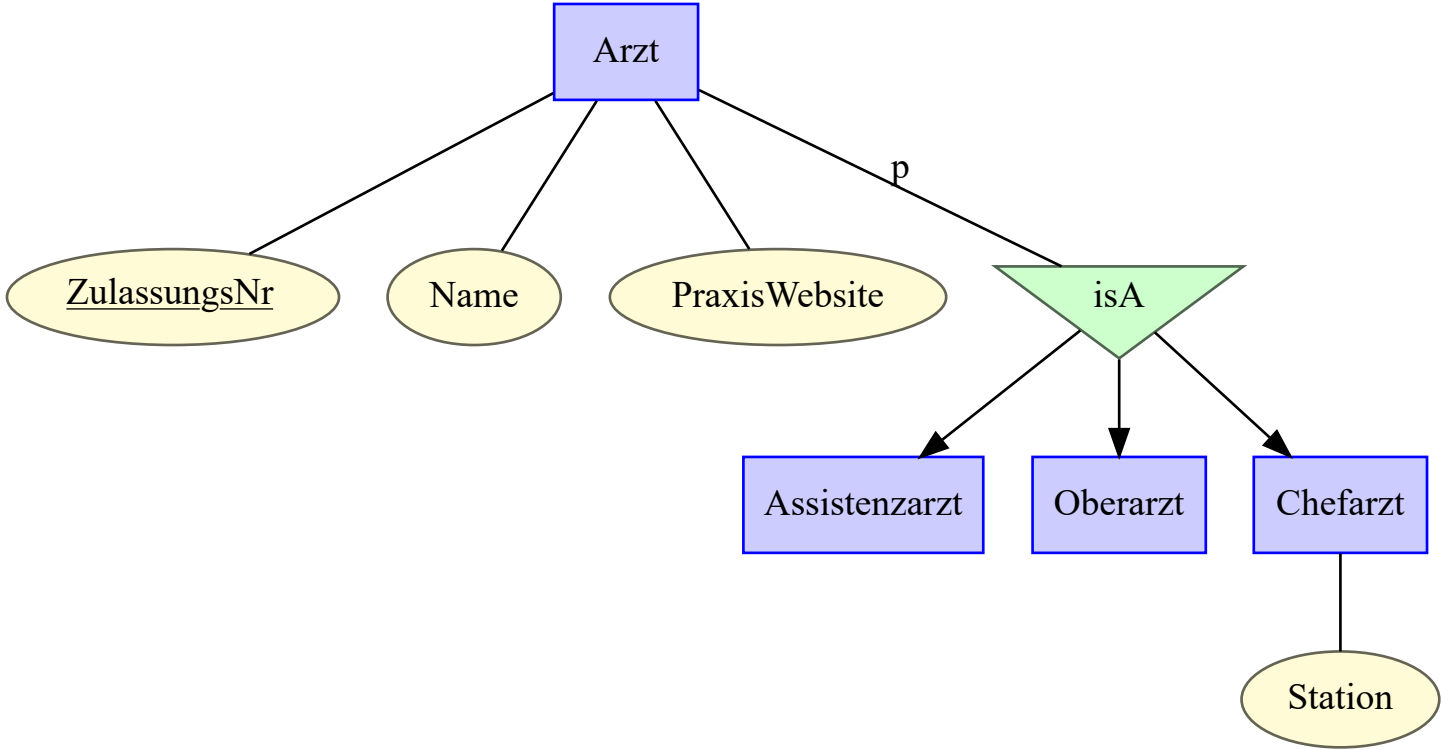 Arzt
p
ZulassungsNr
Name
PraxisWebsite
isA
Assistenzarzt
Oberarzt
Chefarzt
Station